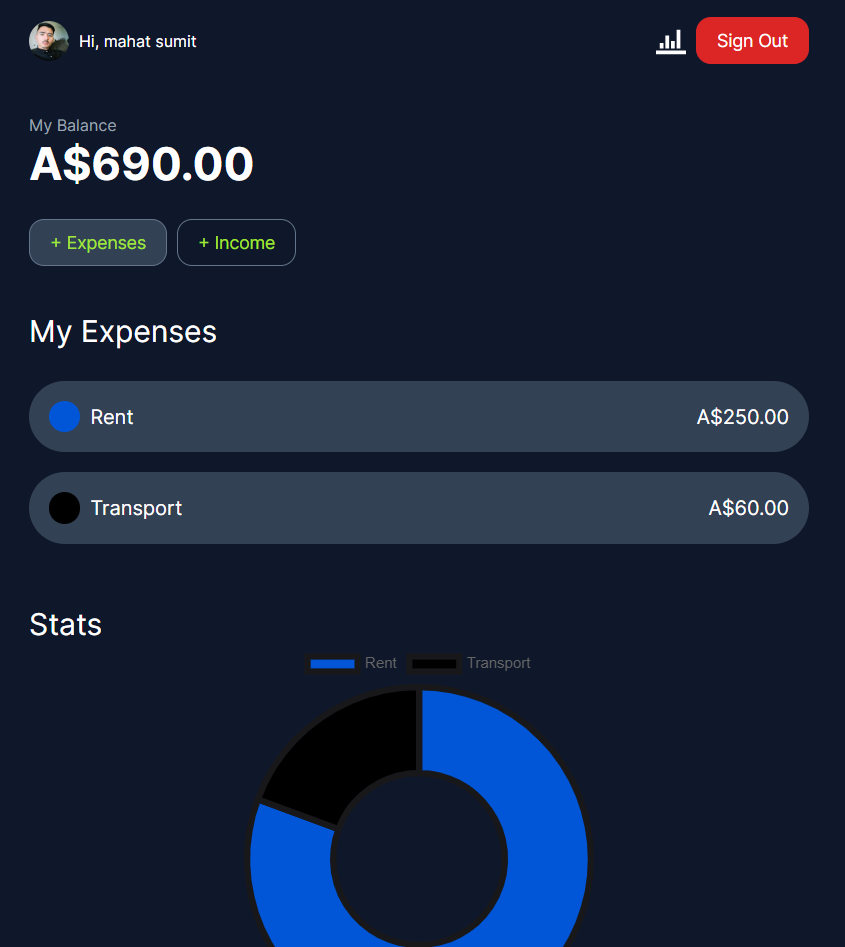 Hi, mahat sumit
Sign Out
My Balance
A$690.00
+ Expenses
+ Income
My Expenses
Rent
A$250.00
Transport
A$60.00
Stats
Rent
Transport